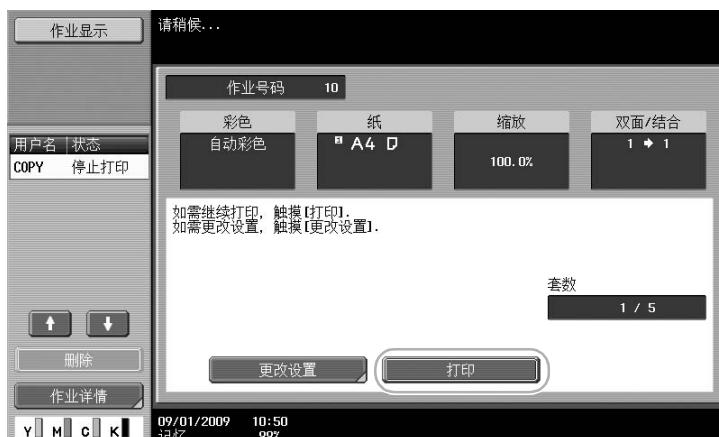 作业显示
请稍候...
作业号码 10
彩色 纸 缩放 双面/结合
自动彩色 A4 100.0% 1 → 1
用户名 状态
COPY 停止打印
如需继续打印, 触摸[打印].
如需更改设置, 触摸[更改设置].
套数
1 / 5
删除
更改设置 打印
作业详情
Y M C K
09/01/2009 10:50
记忆 99%